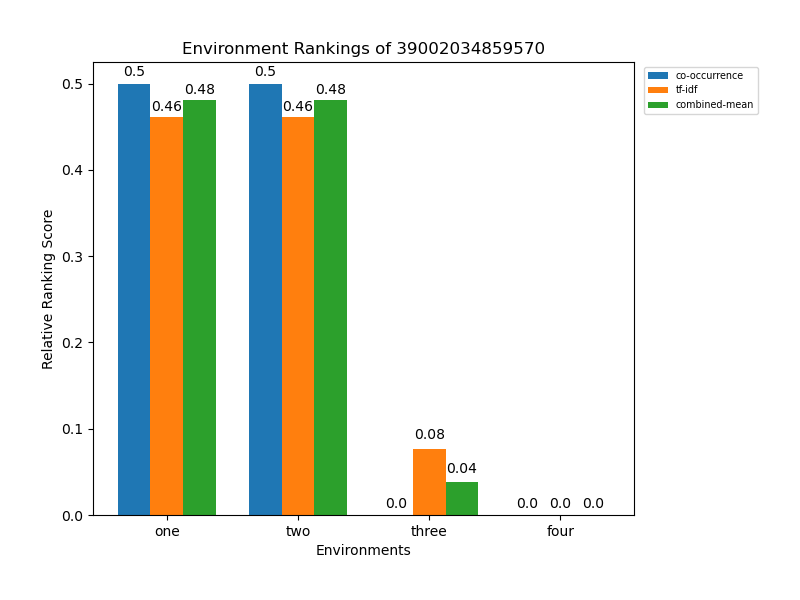 Environment Rankings of 39002034859570
co-occurrence
tf-idf
combined-mean
Relative Ranking Score
0.5
0.4
0.3
0.2
0.1
0.0
0.5 0.46 0.48
0.5 0.46 0.48
0.0 0.08 0.04
0.0 0.0 0.0
one two three four
Environments